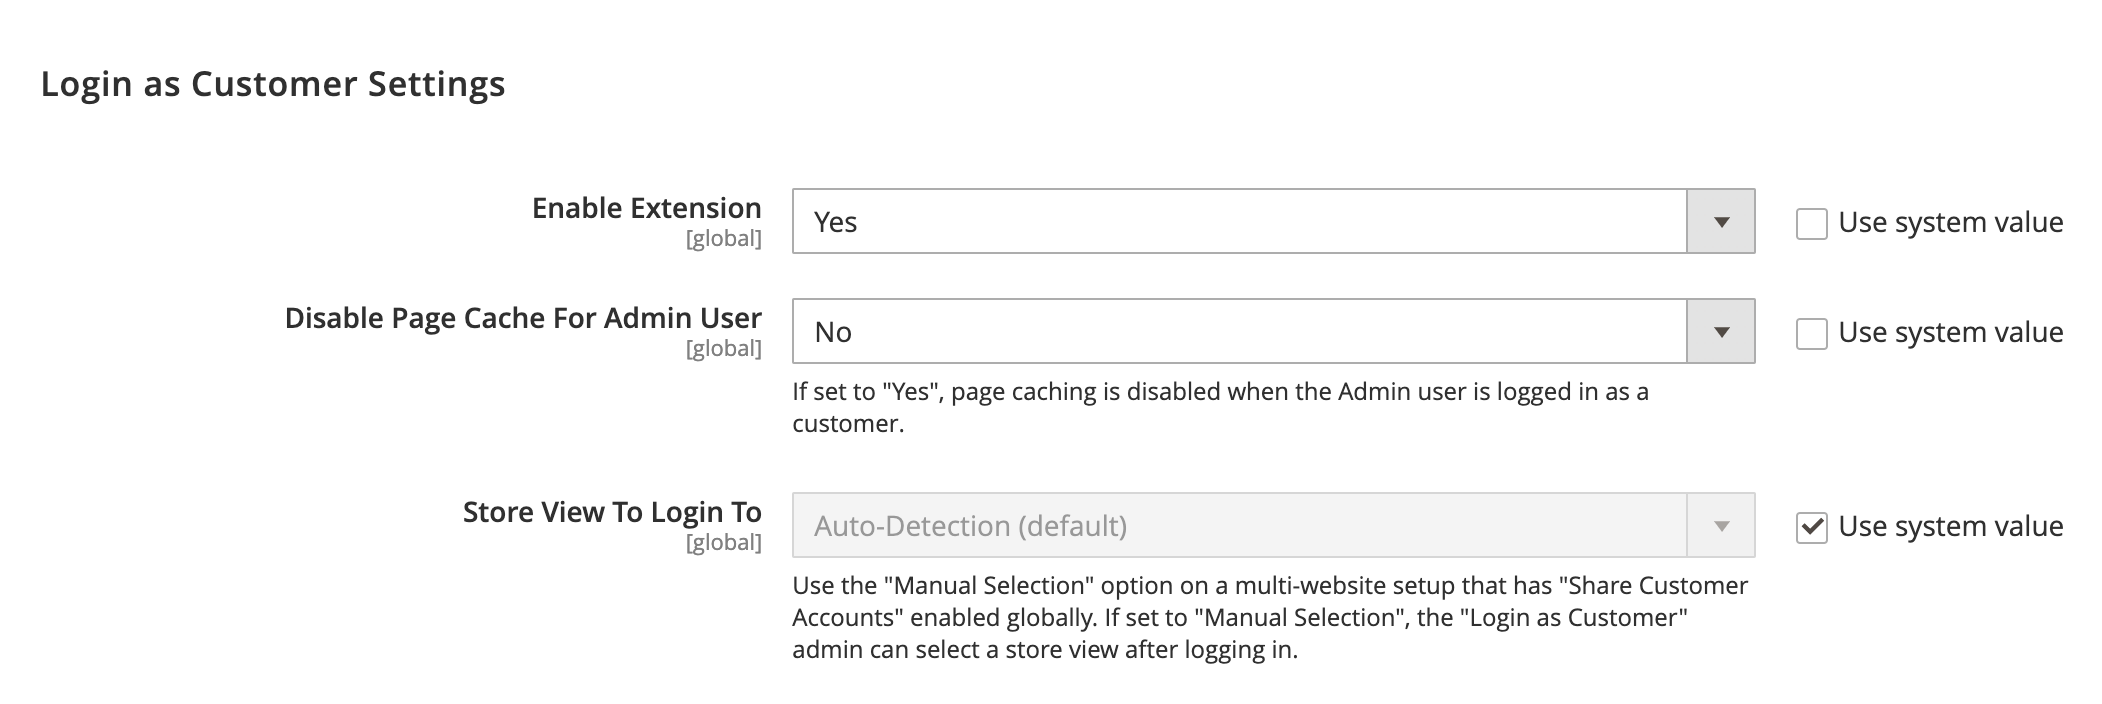 Login as Customer Settings
Enable Extension
[global]
Yes
Use system value
Disable Page Cache For Admin User
[global]
No
Use system value
If set to "Yes", page caching is disabled when the Admin user is logged in as a
customer.
Store View To Login To
[global]
Auto-Detection (default)
Use system value
Use the "Manual Selection" option on a multi-website setup that has "Share Customer
Accounts" enabled globally. If set to "Manual Selection", the "Login as Customer"
admin can select a store view after logging in.